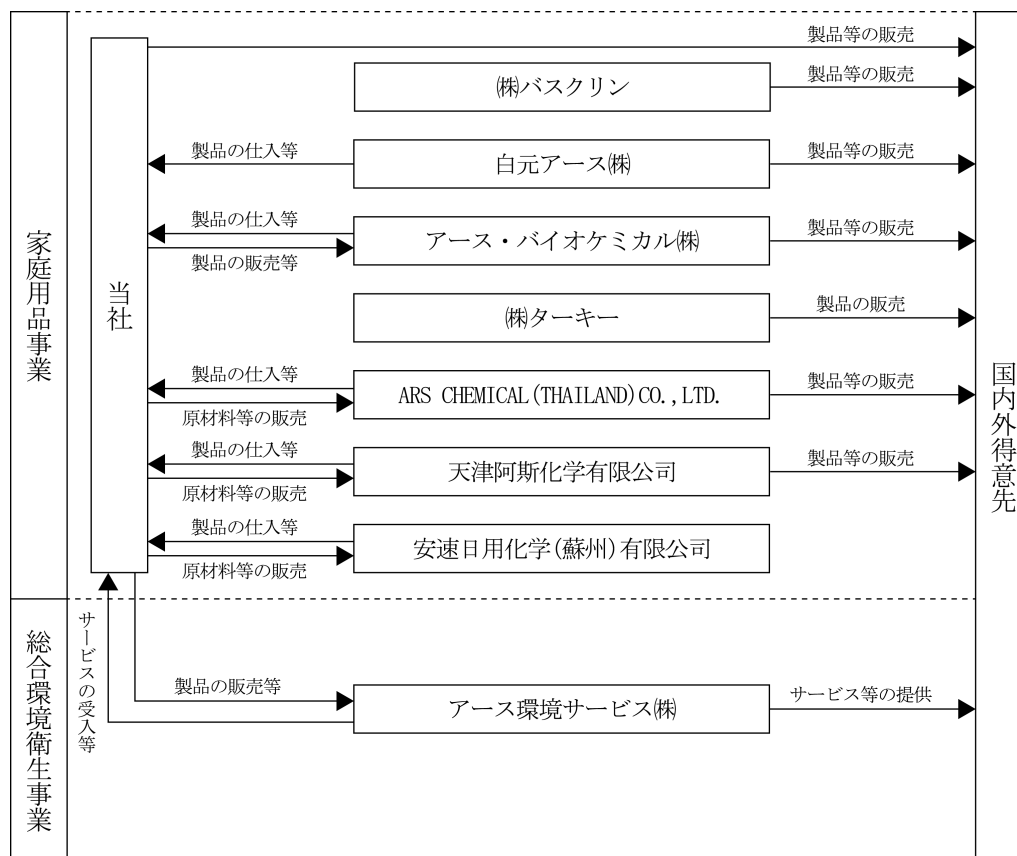 家庭用品事業
当社
製品等の販売
㈱バスクリン
製品等の販売
製品の仕入等
白元アース㈱
製品等の販売
製品の仕入等
製品の販売等
アース・バイオケミカル㈱
製品等の販売
㈱ターキー
製品の販売
製品の仕入等
原材料等の販売
ARS CHEMICAL(THAILAND)CO.,LTD.
製品等の販売
製品の仕入等
原材料等の販売
天津阿斯化学有限公司
製品等の販売
製品の仕入等
原材料等の販売
安速日用化学(蘇州)有限公司
国内外得意先
総合環境衛生事業
サービスの受入等
製品の販売等
アース環境サービス㈱
サービス等の提供